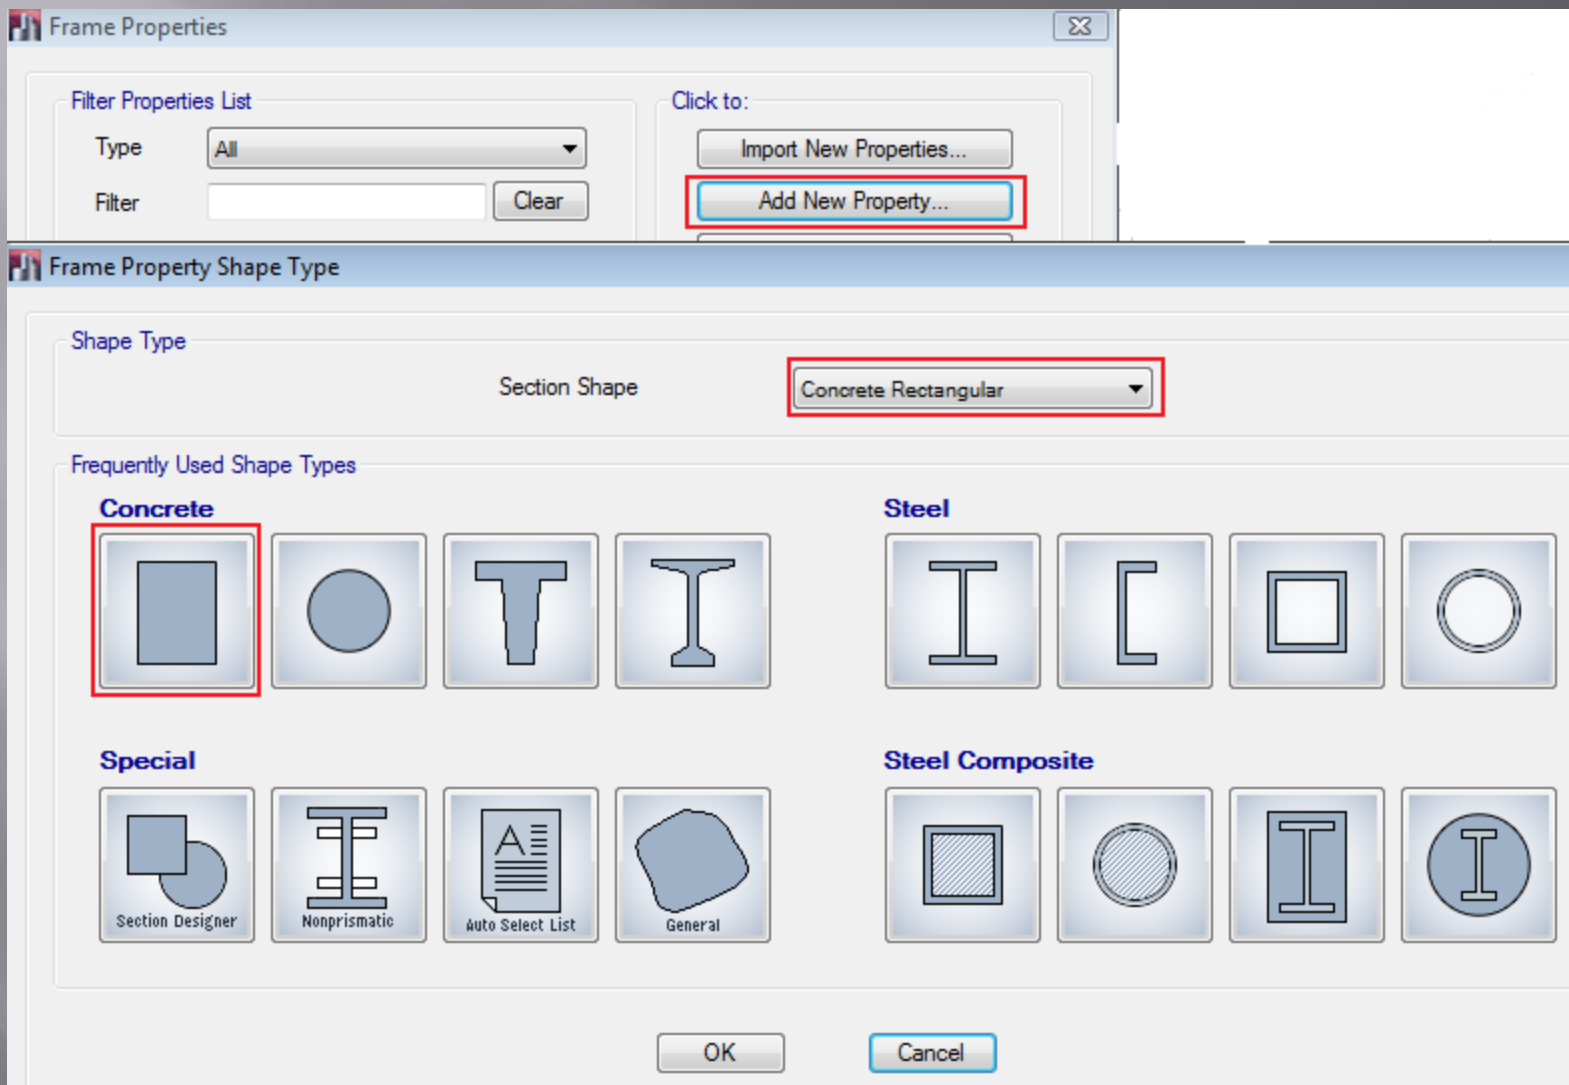 Frame Properties
Filter Properties List
Click to:
Type
All
Import New Properties...
Filter
Clear
Add New Property...
Frame Property Shape Type
Shape Type
Section Shape
Concrete Rectangular
Frequently Used Shape Types
Concrete
Steel
Special
Steel Composite
Section Designer
Nonprismatic
A
Auto Select List
General
OK
Cancel